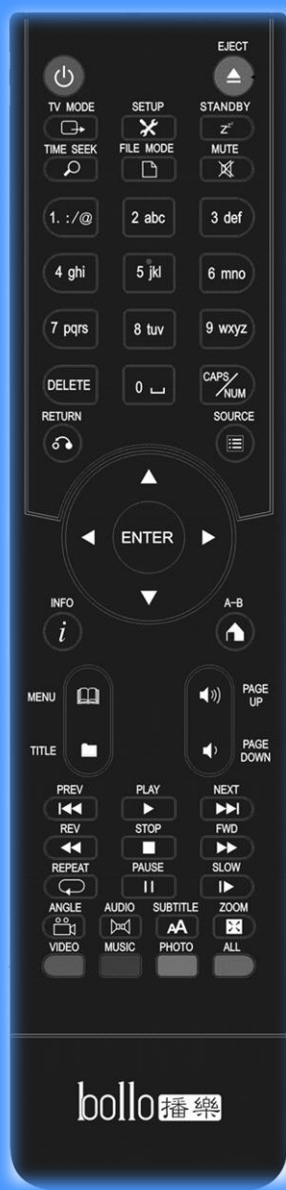 EJECT
TV MODE SETUP STANDBY
zᶻᶻ
TIME SEEK FILE MODE MUTE
1. :/@ 2 abc 3 def
4 ghi 5 jkl 6 mno
7 pqrs 8 tuv 9 wxyz
DELETE 0 CAPS/NUM
RETURN SOURCE
ENTER
INFO A-B
i
MENU PAGE UP
TITLE PAGE DOWN
PREV PLAY NEXT
REV STOP FWD
REPEAT PAUSE SLOW
ANGLE AUDIO SUBTITLE ZOOM
AA
VIDEO MUSIC PHOTO ALL
bollo播樂